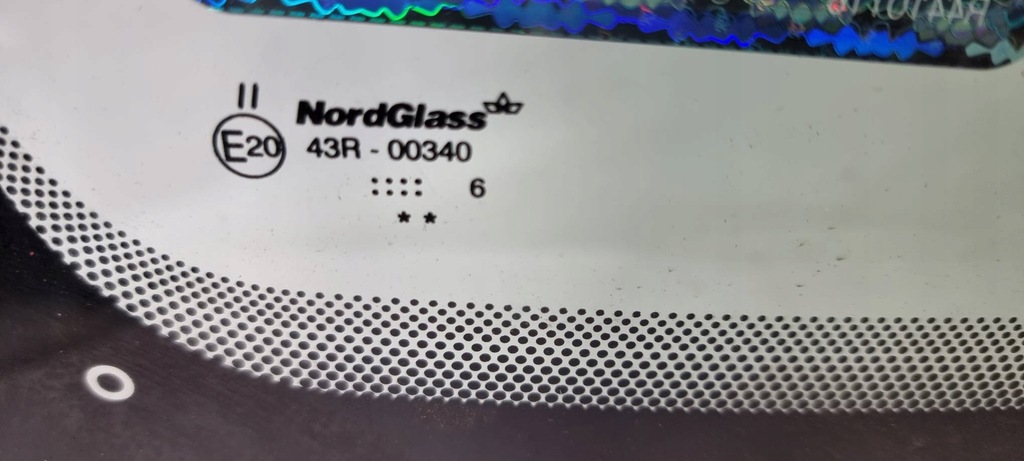 II
NordGlass
E20 43R - 00340
:::: 6
* *